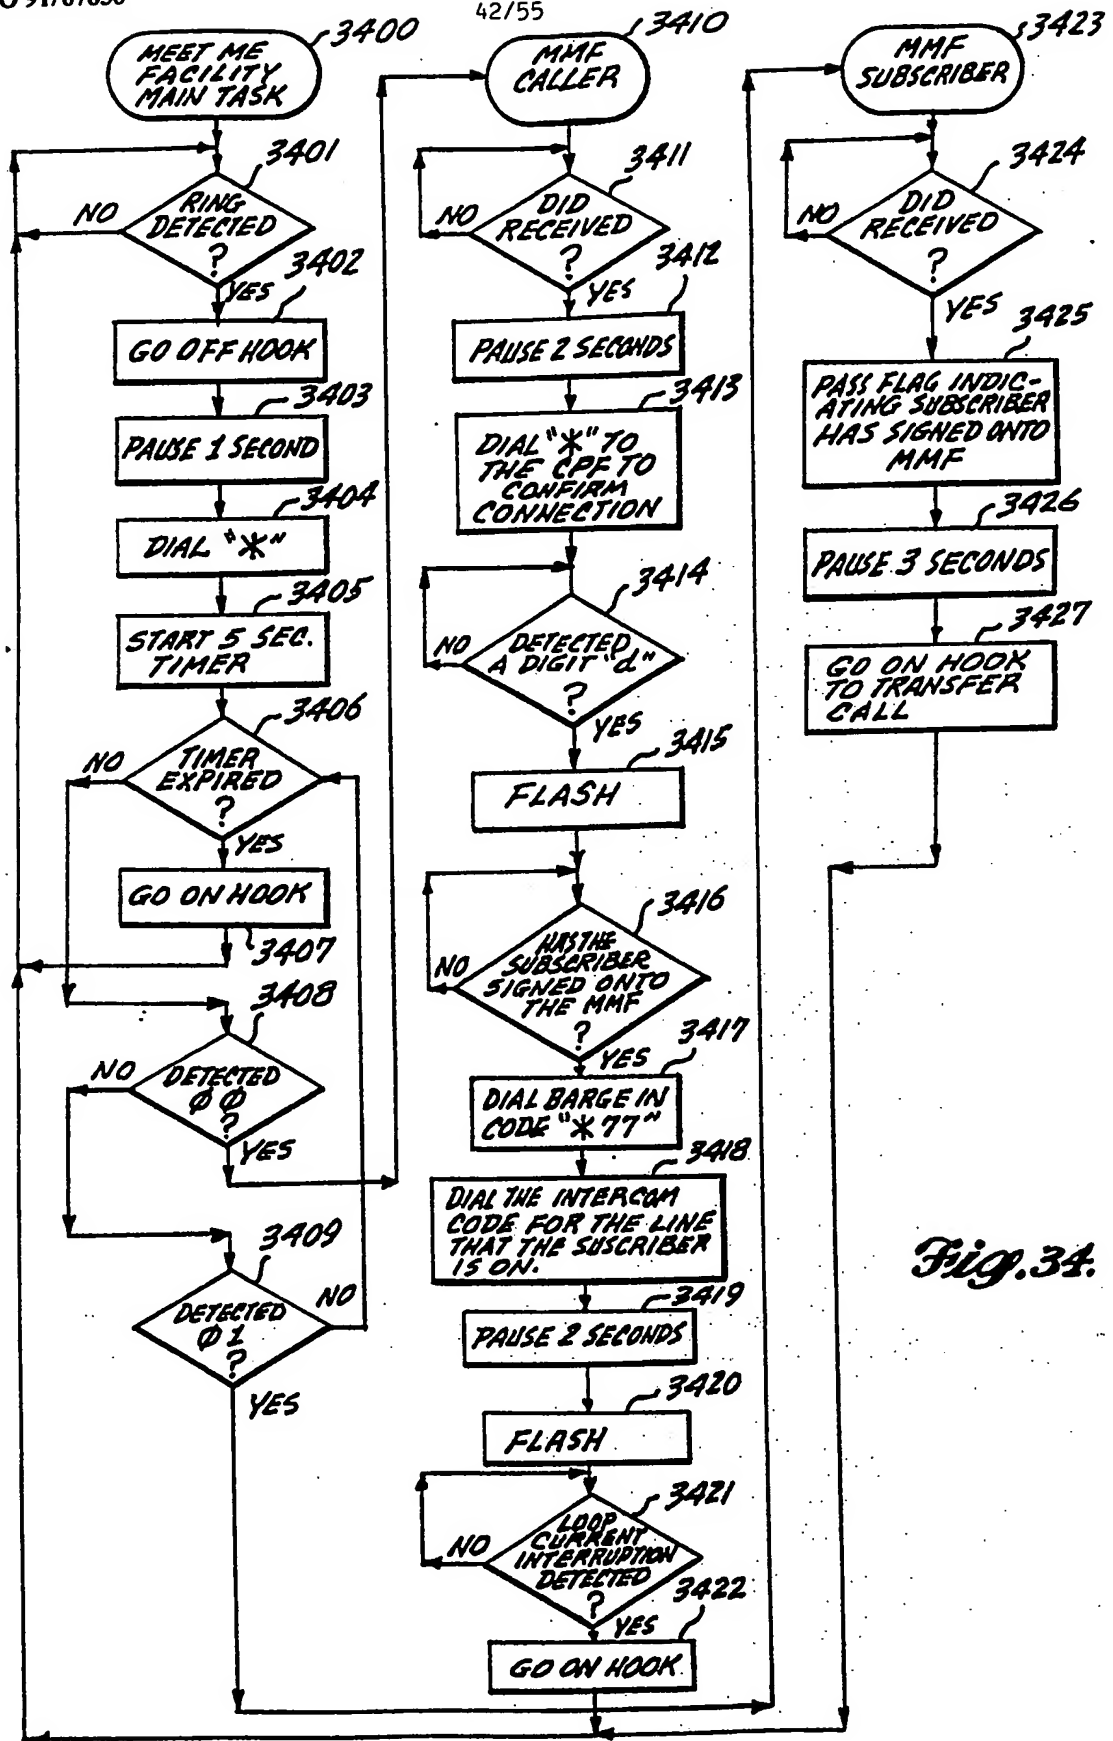 42/55
MEET ME
FACILITY
MAIN TASK
3400
3401
RING
DETECTED
?
NO
YES
3402
GO OFF HOOK
3403
PAUSE 1 SECOND
3404
DIAL "*"
3405
START 5 SEC.
TIMER
3406
TIMER
EXPIRED
?
NO
YES
GO ON HOOK
3407
3408
DETECTED
ØØ
?
NO
YES
3409
DETECTED
Ø1
?
NO
YES
MMF
CALLER
3410
3411
DID
RECEIVED
?
NO
YES
3412
PAUSE 2 SECONDS
3413
DIAL "*" TO
THE CPF TO
CONFIRM
CONNECTION
3414
DETECTED
A DIGIT "d"
?
NO
YES
3415
FLASH
3416
HAS THE
SUBSCRIBER
SIGNED ONTO
THE MMF
?
NO
YES
3417
DIAL BARGE IN
CODE "*77"
3418
DIAL THE INTERCOM
CODE FOR THE LINE
THAT THE SUSCRIBER
IS ON.
3419
PAUSE 2 SECONDS
3420
FLASH
3421
LOOP
CURRENT
INTERRUPTION
DETECTED
?
NO
YES
3422
GO ON HOOK
MMF
SUBSCRIBER
3423
3424
DID
RECEIVED
?
NO
YES
3425
PASS FLAG INDIC-
ATING SUBSCRIBER
HAS SIGNED ONTO
MMF
3426
PAUSE 3 SECONDS
3427
GO ON HOOK
TO TRANSFER
CALL
Fig. 34.